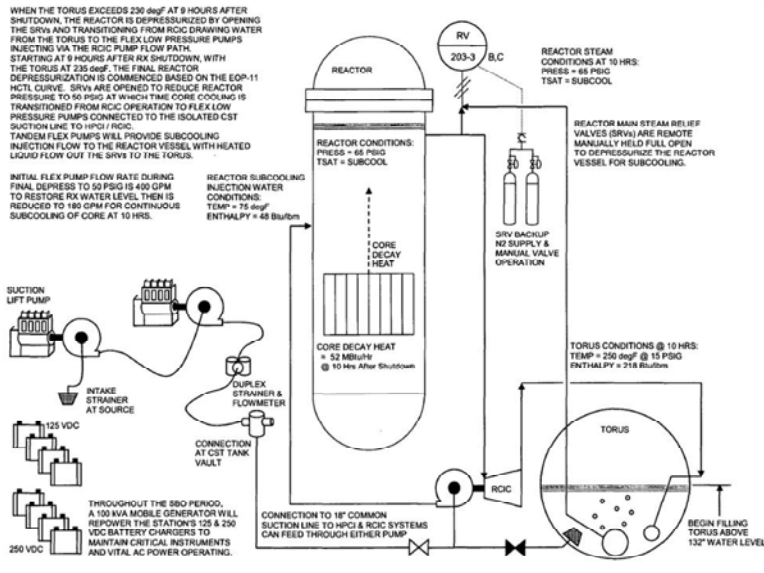 WHEN THE TORUS EXCEEDS 230 degF AT 9 HOURS AFTER
SHUTDOWN, THE REACTOR IS DEPRESSURIZED BY OPENING
THE SRVs AND TRANSITIONING FROM RCIC DRAWING WATER
FROM THE TORUS TO THE FLEX LOW PRESSURE PUMPS
INJECTING VIA THE RCIC PUMP FLOW PATH.
STARTING AT 9 HOURS AFTER RX SHUTDOWN, WITH
THE TORUS AT 235 degF, THE FINAL REACTOR
DEPRESSURIZATION IS COMMENCED BASED ON THE EOP-11
HCTL CURVE. SRVs ARE OPENED TO REDUCE REACTOR
PRESSURE TO 50 PSIG AT WHICH TIME CORE COOLING IS
TRANSITIONED FROM RCIC OPERATION TO FLEX LOW
PRESSURE PUMPS CONNECTED TO THE ISOLATED CST
SUCTION LINE TO HPCI / RCIC.
TANDEM FLEX PUMPS WILL PROVIDE SUBCOOLING
INJECTION FLOW TO THE REACTOR VESSEL WITH HEATED
LIQUID FLOW OUT THE SRVs TO THE TORUS.
INITIAL FLEX PUMP FLOW RATE DURING
FINAL DEPRESS TO 50 PSIG IS 400 GPM
TO RESTORE RX WATER LEVEL THEN IS
REDUCED TO 180 GPM FOR CONTINUOUS
SUBCOOLING OF CORE AT 10 HRS.
REACTOR SUBCOOLING
INJECTION WATER
CONDITIONS:
TEMP = 75 degF
ENTHALPY = 48 Btu/lbm
REACTOR
REACTOR CONDITIONS:
PRESS = 65 PSIG
TSAT = SUBCOOL
CORE
DECAY
HEAT
CORE DECAY HEAT
= 52 MBtu/Hr
@ 10 Hrs After Shutdown
RV
203-3
B,C
REACTOR STEAM
CONDITIONS AT 10 HRS:
PRESS = 65 PSIG
TSAT = SUBCOOL
REACTOR MAIN STEAM RELIEF
VALVES (SRVs) ARE REMOTE
MANUALLY HELD FULL OPEN
TO DEPRESSURIZE THE REACTOR
VESSEL FOR SUBCOOLING.
SRV BACKUP
N2 SUPPLY &
MANUAL VALVE
OPERATION
SUCTION
LIFT PUMP
INTAKE
STRAINER
AT SOURCE
DUPLEX
STRAINER &
FLOWMETER
CONNECTION
AT CST TANK
VAULT
125 VDC
250 VDC
THROUGHOUT THE SBO PERIOD,
A 100 kVA MOBILE GENERATOR WILL
REPOWER THE STATION'S 125 & 250
VDC BATTERY CHARGERS TO
MAINTAIN CRITICAL INSTRUMENTS
AND VITAL AC POWER OPERATING.
CONNECTION TO 18" COMMON
SUCTION LINE TO HPCI & RCIC SYSTEMS
CAN FEED THROUGH EITHER PUMP
RCIC
TORUS CONDITIONS @ 10 HRS:
TEMP = 250 degF @ 15 PSIG
ENTHALPY = 218 Btu/lbm
TORUS
BEGIN FILLING
TORUS ABOVE
132" WATER LEVEL